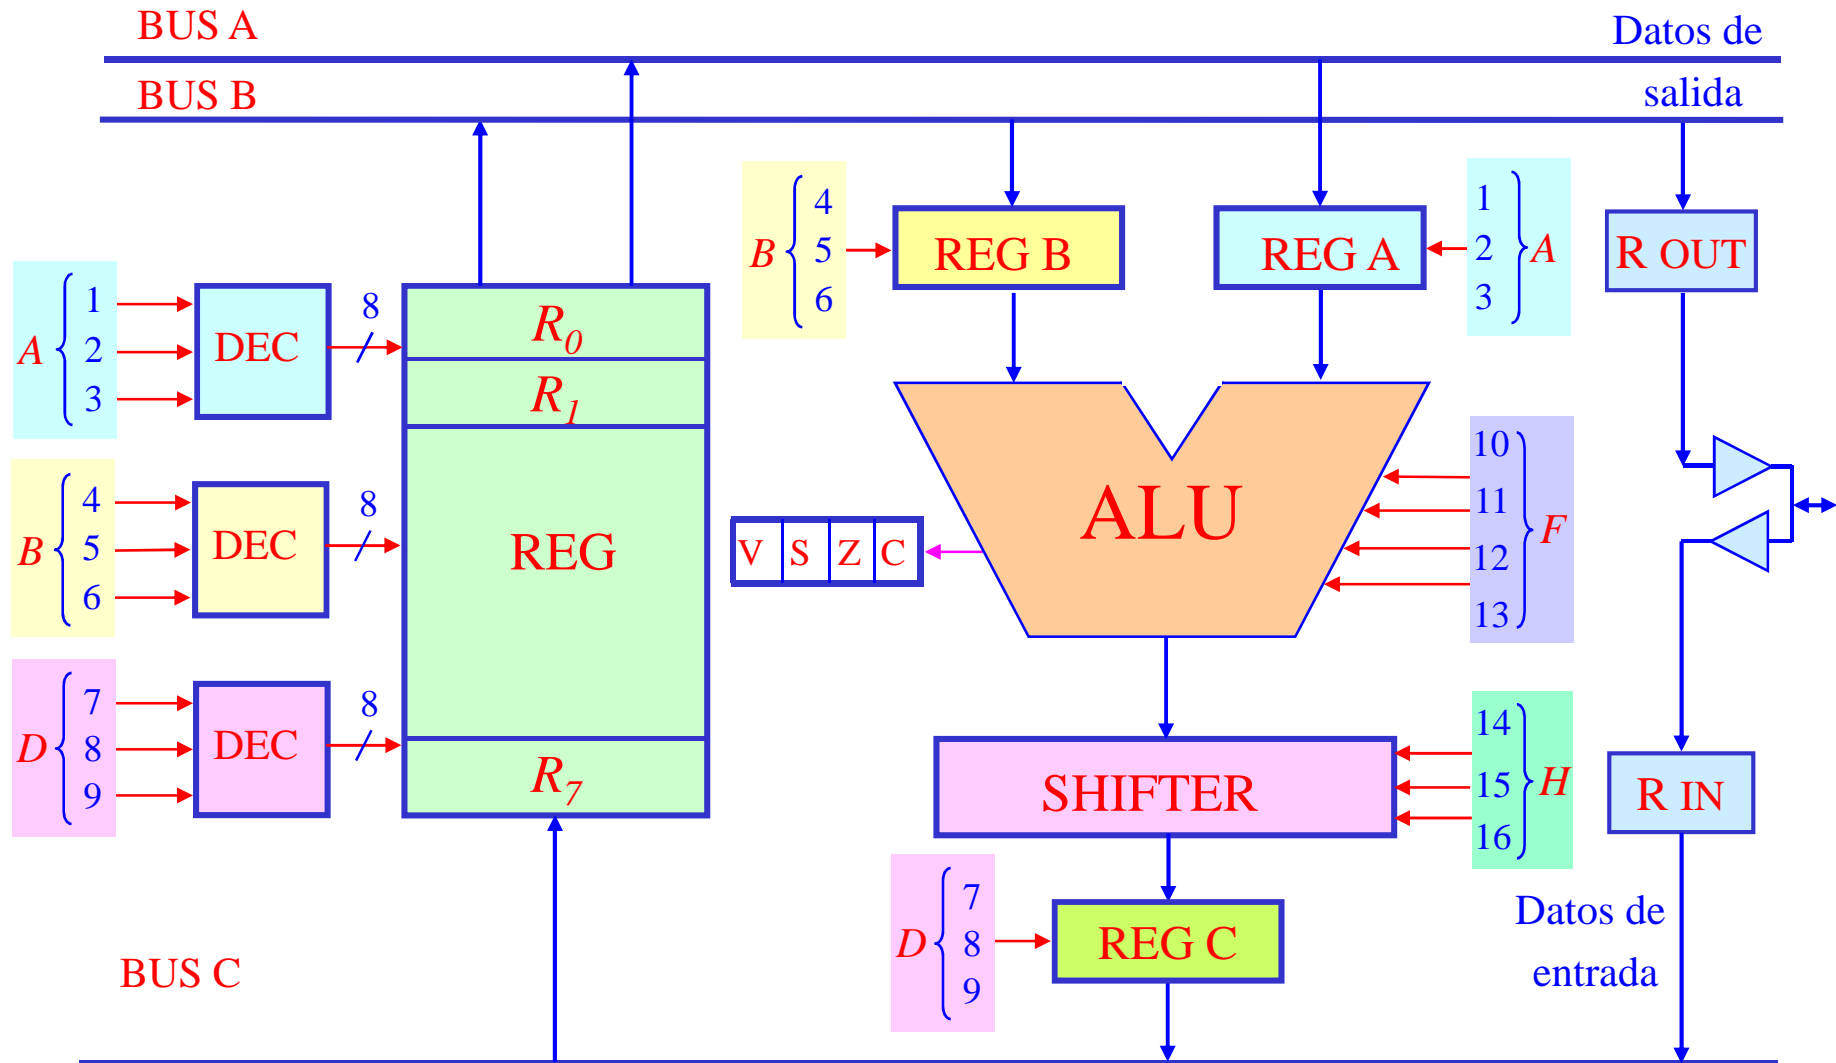 BUS A
Datos de
BUS B
salida
A
1
2
3
DEC
8
B
4
5
6
DEC
8
D
7
8
9
DEC
8
R0
R1
REG
R7
B
4
5
6
REG B
REG A
1
2
3
A
R OUT
ALU
10
11
12
13
F
V S Z C
SHIFTER
14
15
16
H
R IN
D
7
8
9
REG C
Datos de
entrada
BUS C